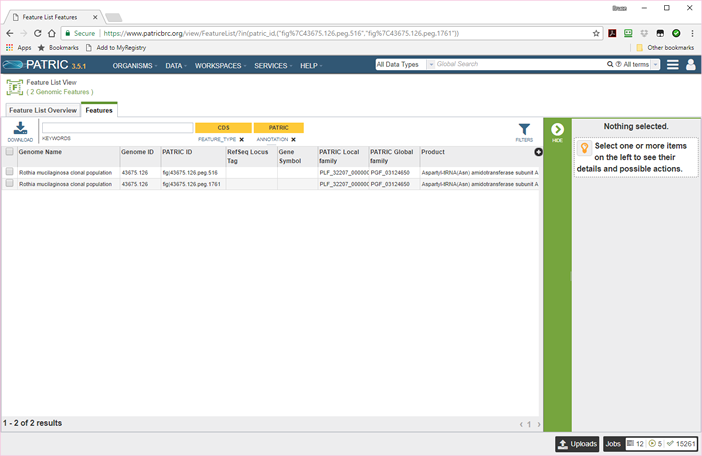 Feature List Features
Bruce
Secure
https://www.patricbrc.org/view/FeatureList/?in(patric_id,("fig%7C43675.126.peg.516","fig%7C43675.126.peg.1761"))
Apps
Bookmarks
Add to MyRegistry
Other bookmarks
PATRIC 3.5.1
ORGANISMS
DATA
WORKSPACES
SERVICES
HELP
All Data Types
Global Search
All terms
Feature List View
( 2 Genomic Features )
Feature List Overview
Features
DOWNLOAD
KEYWORDS
CDS
FEATURE_TYPE
PATRIC
ANNOTATION
FILTERS
HIDE
Nothing selected.
Select one or more items
on the left to see their
details and possible actions.
Genome Name Genome ID PATRIC ID RefSeq Locus Tag Gene Symbol PATRIC Local family PATRIC Global family Product
Rothia mucilaginosa clonal population 43675.126 fig|43675.126.peg.516 PLF_32207_000000 PGF_03124650 Aspartyl-tRNA(Asn) amidotransferase subunit A
Rothia mucilaginosa clonal population 43675.126 fig|43675.126.peg.1761 PLF_32207_000000 PGF_03124650 Aspartyl-tRNA(Asn) amidotransferase subunit A
1 - 2 of 2 results
1
Uploads
Jobs 12 5 15261